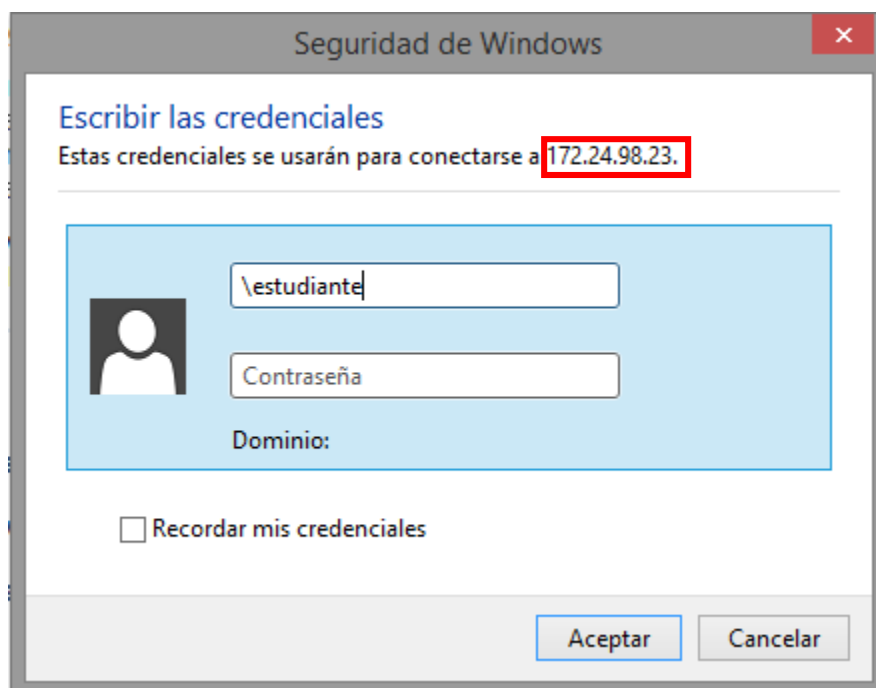 Seguridad de Windows
Escribir las credenciales
Estas credenciales se usarán para conectarse a 172.24.98.23.
\estudiante
Contraseña
Dominio:
Recordar mis credenciales
Aceptar Cancelar